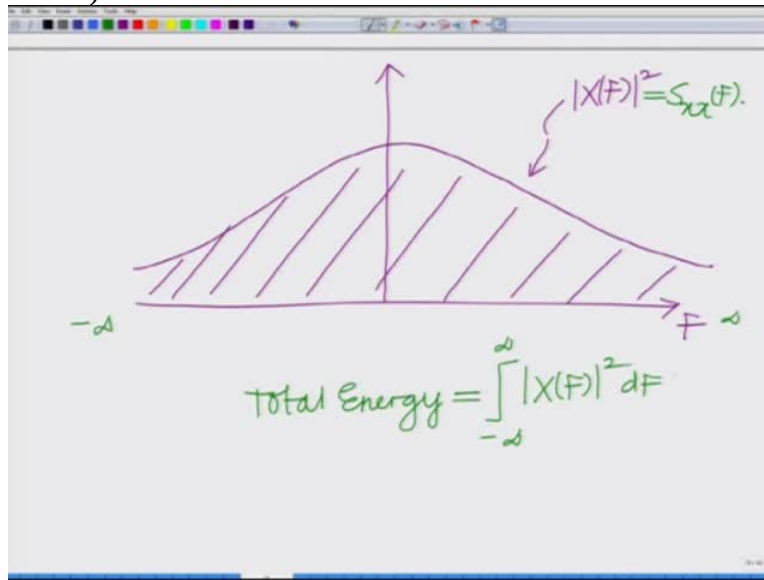 |X(F)|² = Sₓₓ(F).
-∞
F ∞
Total Energy = ∫_{-∞}^{∞} |X(F)|² dF